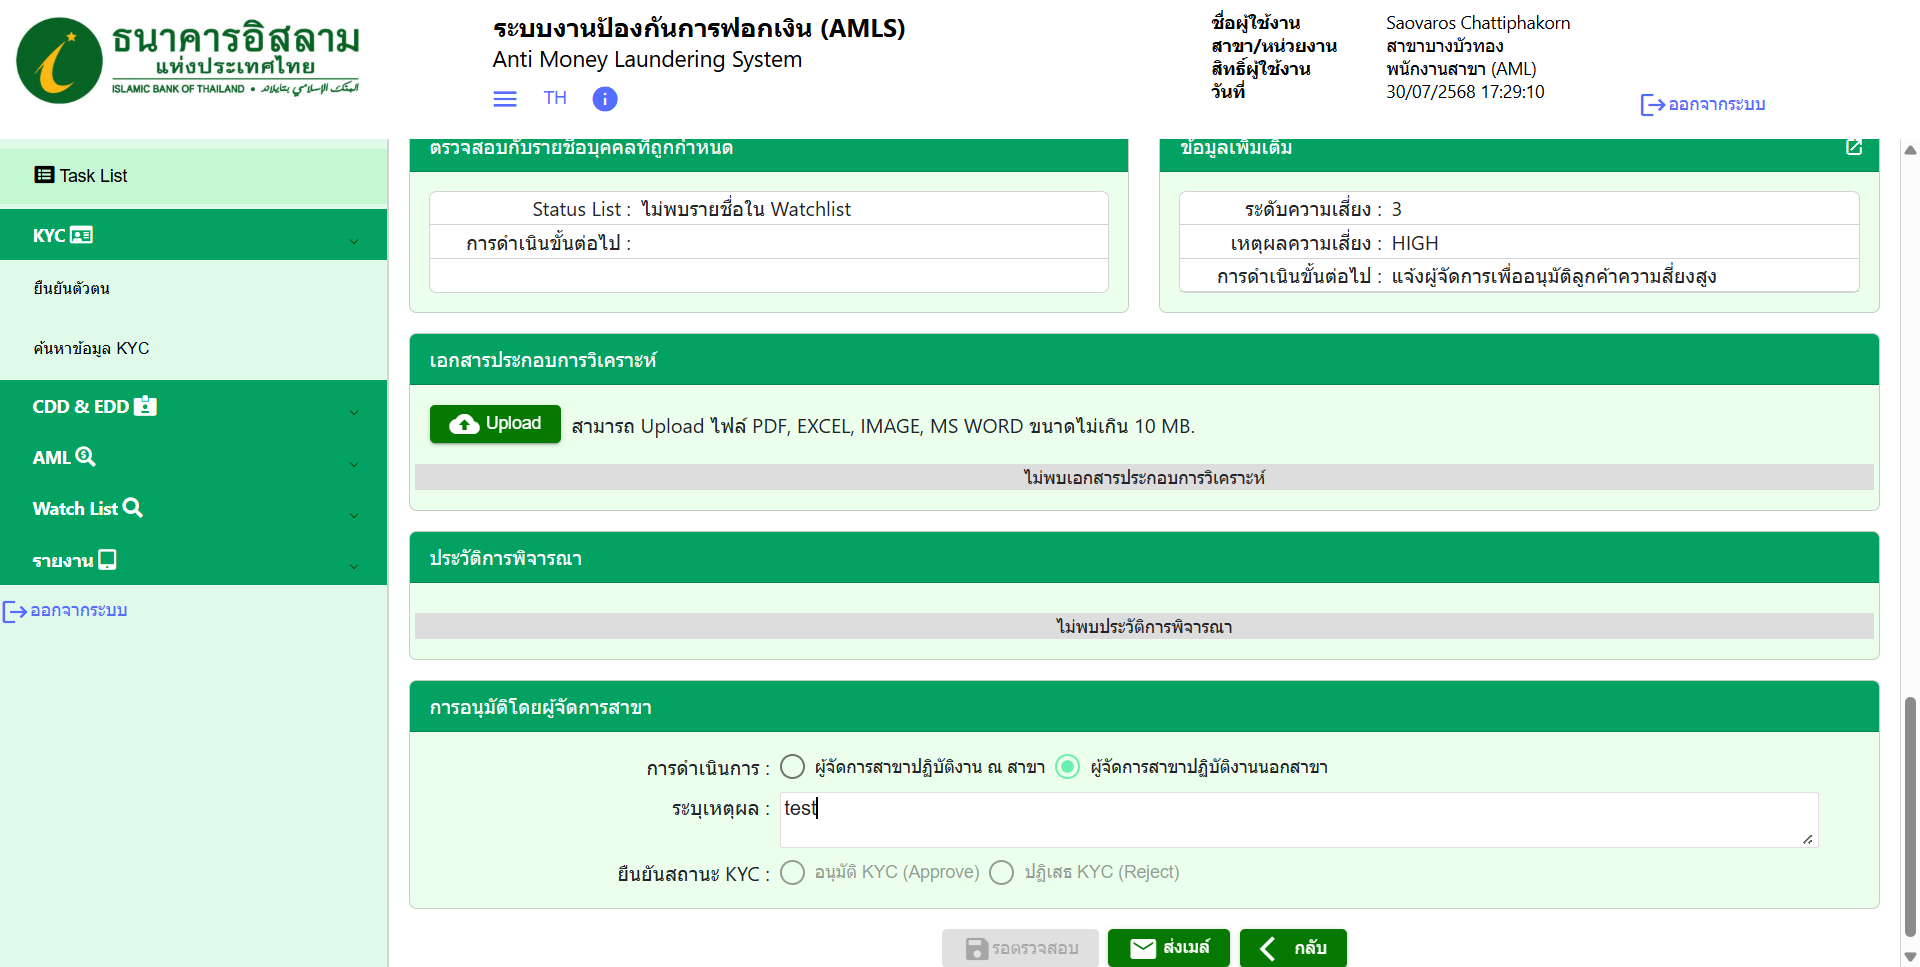 ธนาคารอิสลาม
แห่งประเทศไทย
ISLAMIC BANK OF THAILAND •
ระบบงานป้องกันการฟอกเงิน (AMLS)
Anti Money Laundering System
TH
ชื่อผู้ใช้งาน Saovaros Chattiphakorn
สาขา/หน่วยงาน สาขาบางบัวทอง
สิทธิ์ผู้ใช้งาน พนักงานสาขา (AML)
วันที่ 30/07/2568 17:29:10
ออกจากระบบ
Task List
KYC
ยืนยันตัวตน
ค้นหาข้อมูล KYC
CDD & EDD
AML
Watch List
รายงาน
ออกจากระบบ
ตรวจสอบกับรายชื่อบุคคลที่ถูกกำหนด
Status List : ไม่พบรายชื่อใน Watchlist
การดำเนินขั้นต่อไป :
ข้อมูลเพิ่มเติม
ระดับความเสี่ยง : 3
เหตุผลความเสี่ยง : HIGH
การดำเนินขั้นต่อไป : แจ้งผู้จัดการเพื่ออนุมัติลูกค้าความสี่ยงสูง
เอกสารประกอบการวิเคราะห์
Upload สามารถ Upload ไฟล์ PDF, EXCEL, IMAGE, MS WORD ขนาดไม่เกิน 10 MB.
ไม่พบเอกสารประกอบการวิเคราะห์
ประวัติการพิจารณา
ไม่พบประวัติการพิจารณา
การอนุมัติโดยผู้จัดการสาขา
การดำเนินการ : ผู้จัดการสาขาปฏิบัติงาน ณ สาขา ผู้จัดการสาขาปฏิบัติงานนอกสาขา
ระบุเหตุผล : test
ยืนยันสถานะ KYC : อนุมัติ KYC (Approve) ปฏิเสธ KYC (Reject)
รอตรวจสอบ ส่งเมล์ กลับ